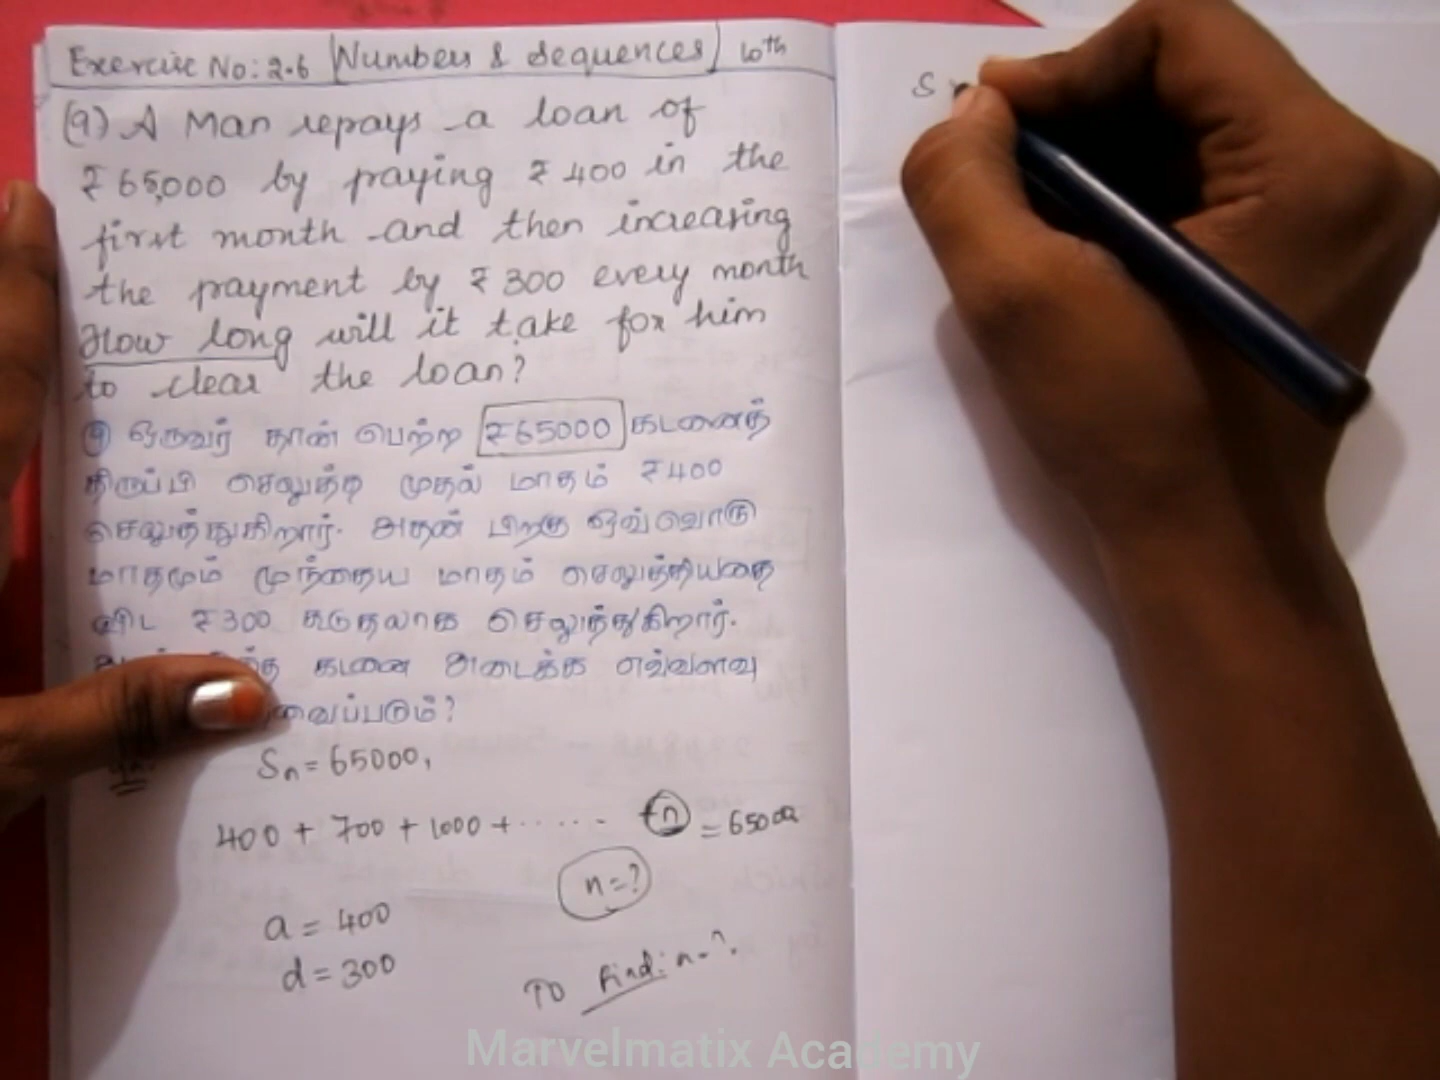 Exercise No: 2.6 Numbers & Sequences 10th
(9) A Man repays a loan of
₹ 65,000 by paying ₹ 400 in the
first month and then increasing
the payment by ₹ 300 every month
How long will it take for him
to clear the loan?
⑨ ஒருவர் தான் பெற்ற ₹65000 கடனைத்
திருப்பி செலுத்த முதல் மாதம் ₹400
செலுத்துகிறார். அதன் பிறகு ஒவ்வொரு
மாதமும் முந்தைய மாதம் செலுத்தியதை
விட ₹300 கூடுதலாக செலுத்துகிறார்.
கடனை அடைக்க எவ்வளவு
Sn = 65000,
400 + 700 + 1000 + ...... + n = 65000
n = ?
a = 400
d = 300
To find: n = ?
S
Marvelmatix Academy